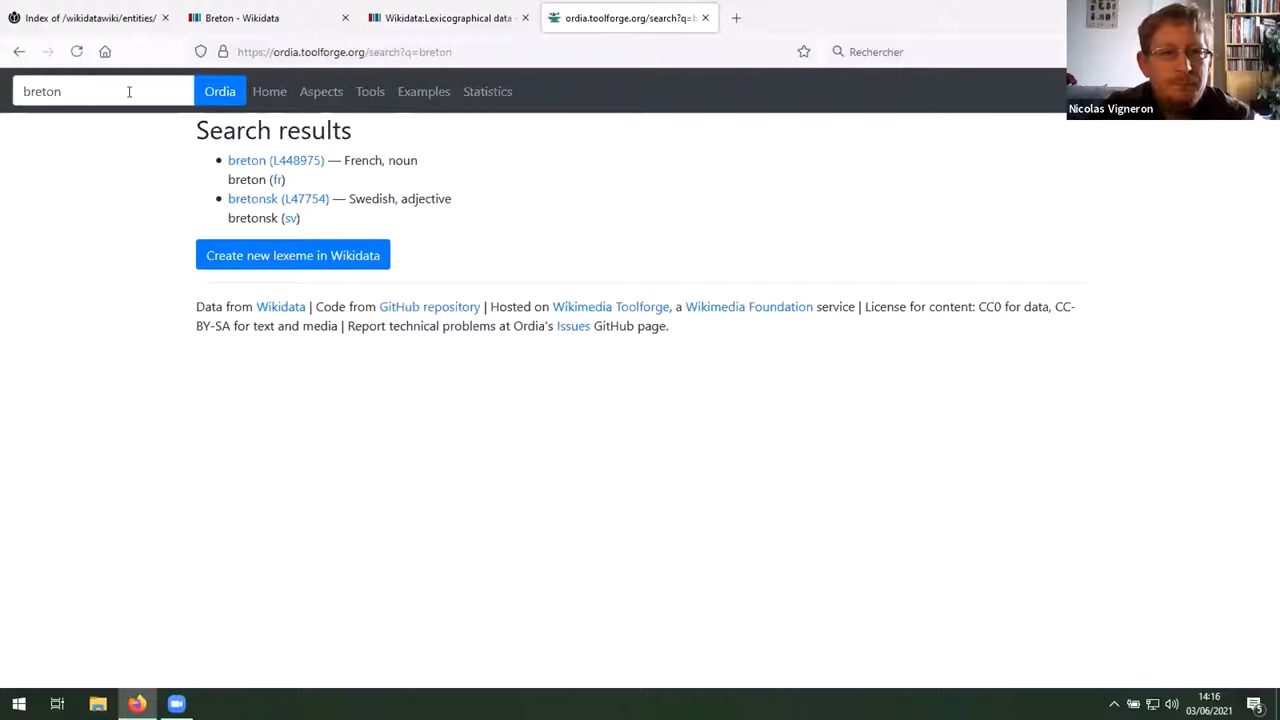 Index of /wikidatawiki/entities/
Breton - Wikidata
Wikidata:Lexicographical data -
ordia.toolforge.org/search?q=b
https://ordia.toolforge.org/search?q=breton
Rechercher
breton
Ordia
Home
Aspects
Tools
Examples
Statistics
Nicolas Vigneron
Search results
breton (L448975) — French, noun
breton (fr)
bretonsk (L47754) — Swedish, adjective
bretonsk (sv)
Create new lexeme in Wikidata
Data from Wikidata | Code from GitHub repository | Hosted on Wikimedia Toolforge, a Wikimedia Foundation service | License for content: CC0 for data, CC-
BY-SA for text and media | Report technical problems at Ordia's Issues GitHub page.
14:16
03/06/2021
5